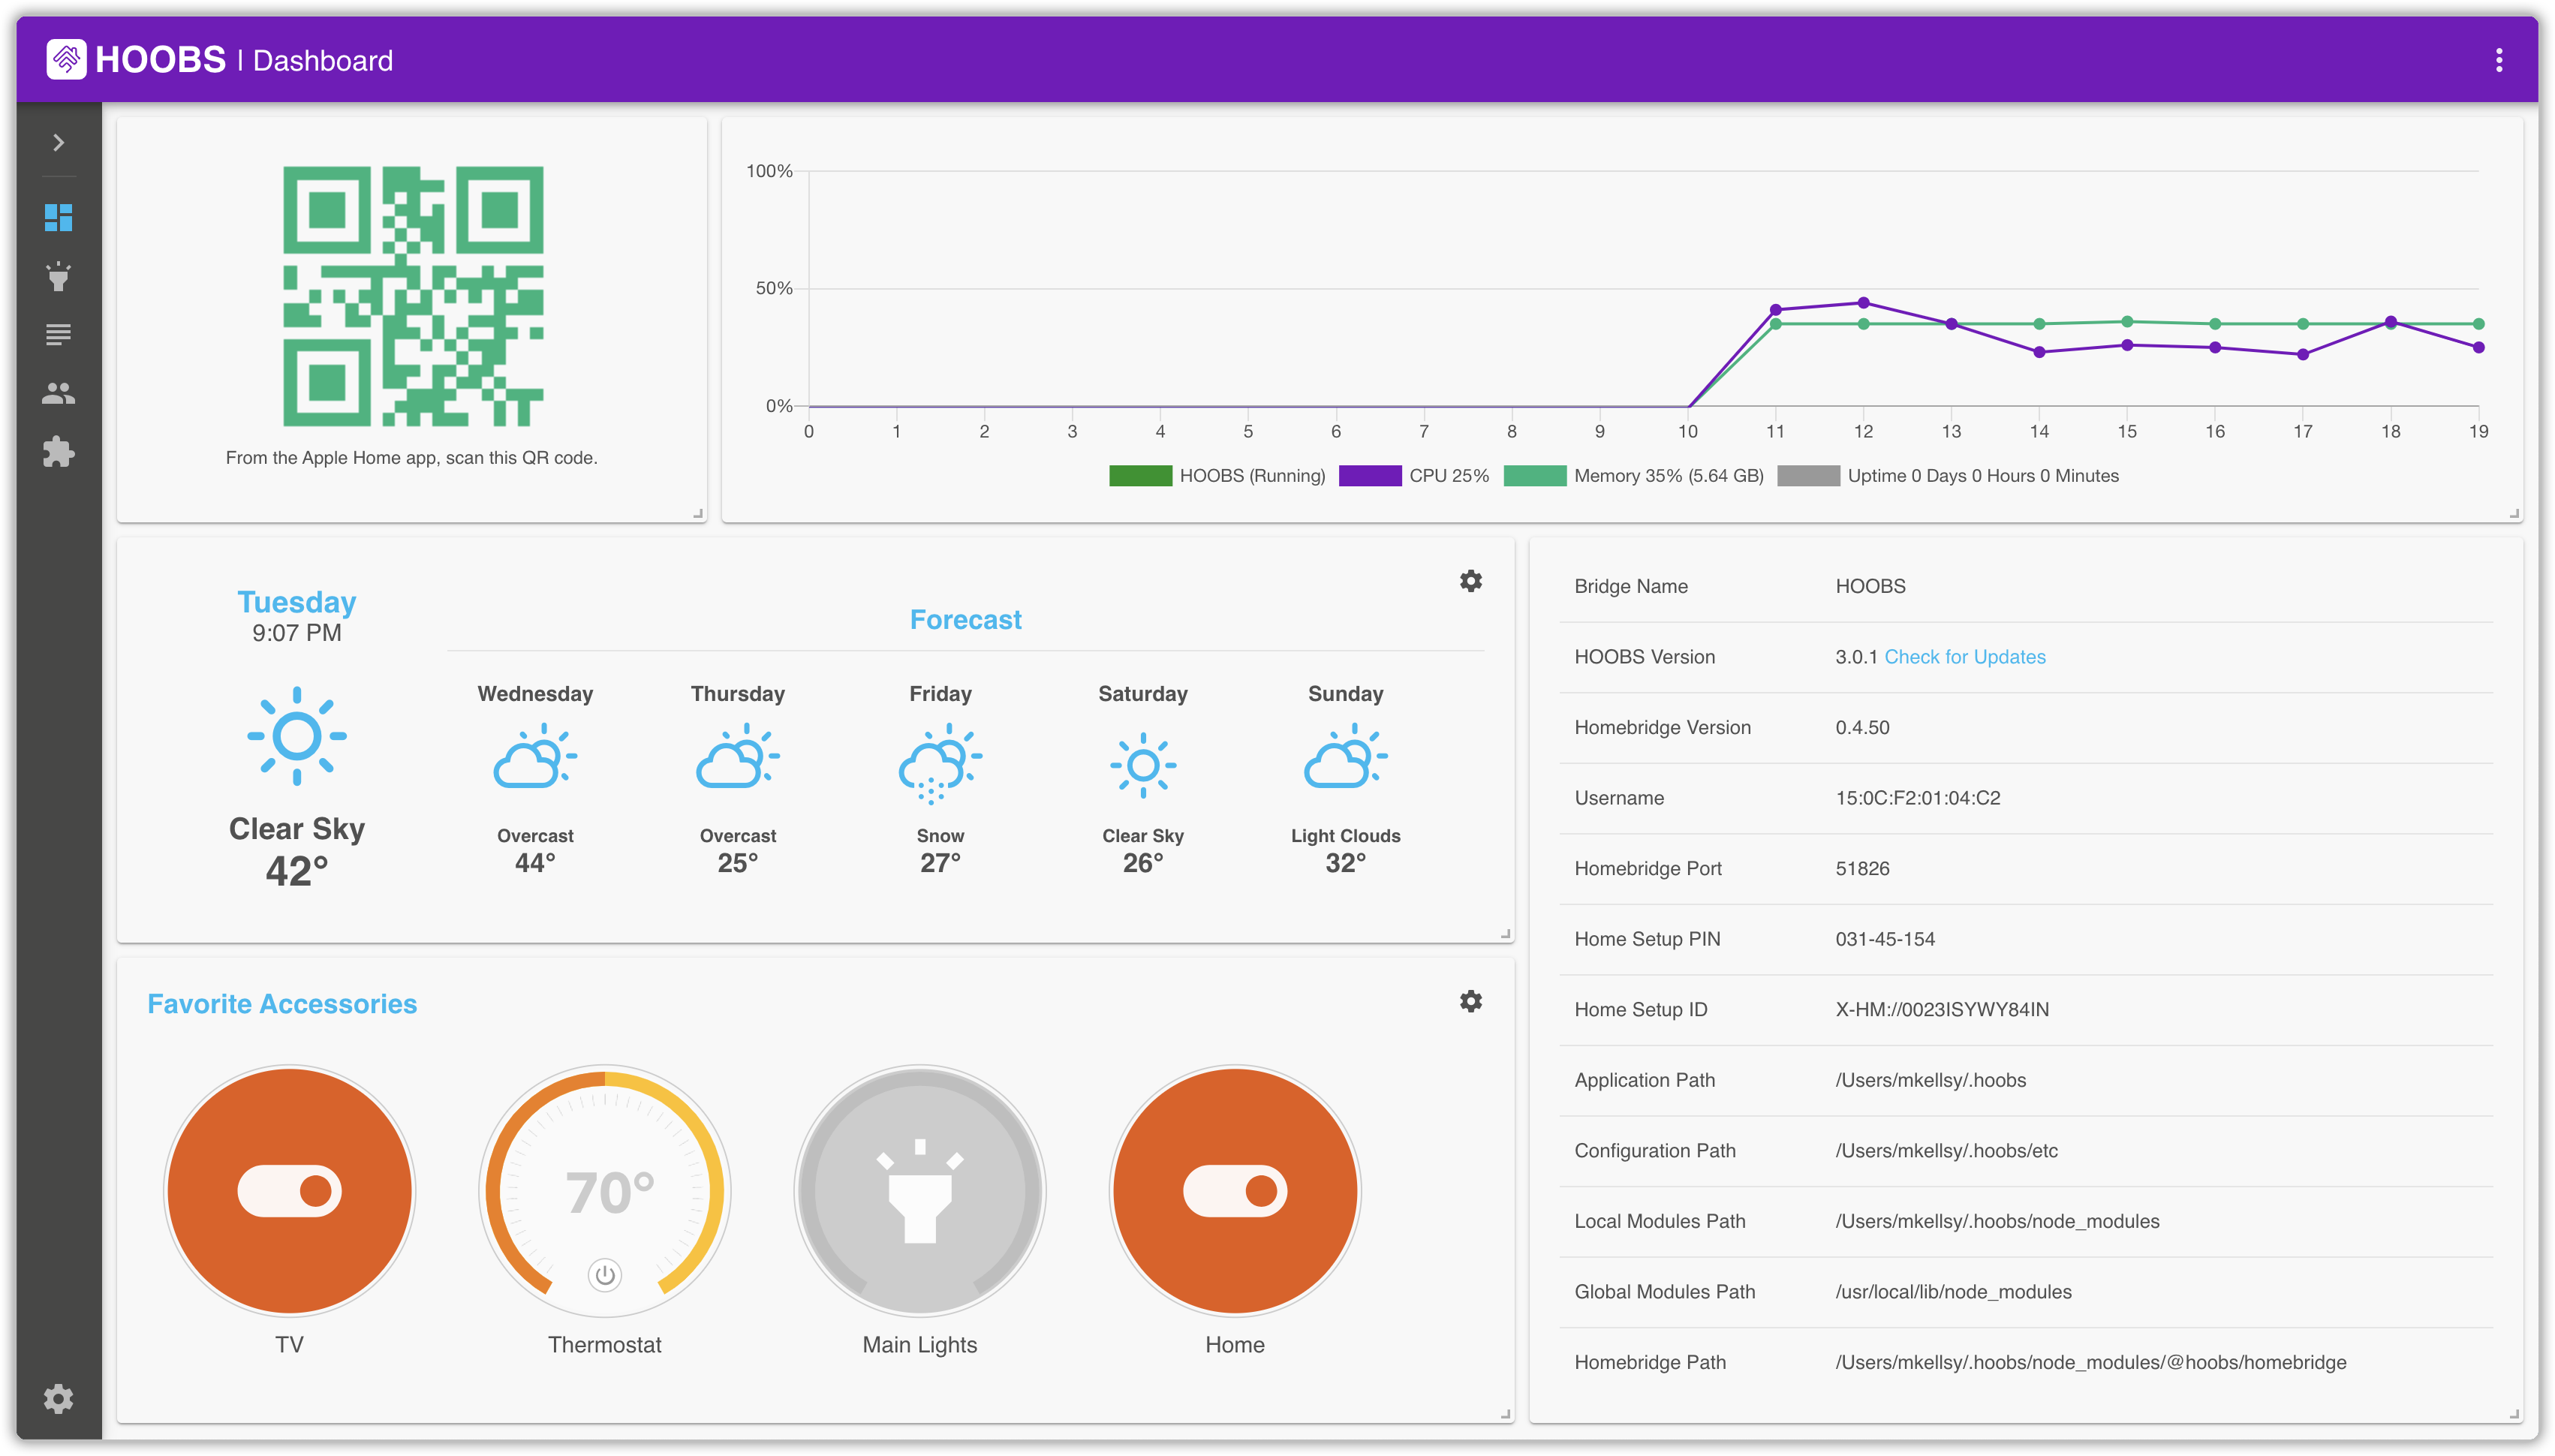 HOOBS | Dashboard
From the Apple Home app, scan this QR code.
100%
50%
0%
0 1 2 3 4 5 6 7 8 9 10 11 12 13 14 15 16 17 18 19
HOOBS (Running) CPU 25% Memory 35% (5.64 GB) Uptime 0 Days 0 Hours 0 Minutes
Tuesday
9:07 PM
Clear Sky
42°
Forecast
Wednesday Thursday Friday Saturday Sunday
Overcast Overcast Snow Clear Sky Light Clouds
44° 25° 27° 26° 32°
Favorite Accessories
70°
TV Thermostat Main Lights Home
Bridge Name HOOBS
HOOBS Version 3.0.1 Check for Updates
Homebridge Version 0.4.50
Username 15:0C:F2:01:04:C2
Homebridge Port 51826
Home Setup PIN 031-45-154
Home Setup ID X-HM://0023ISYWY84IN
Application Path /Users/mkellsy/.hoobs
Configuration Path /Users/mkellsy/.hoobs/etc
Local Modules Path /Users/mkellsy/.hoobs/node_modules
Global Modules Path /usr/local/lib/node_modules
Homebridge Path /Users/mkellsy/.hoobs/node_modules/@hoobs/homebridge